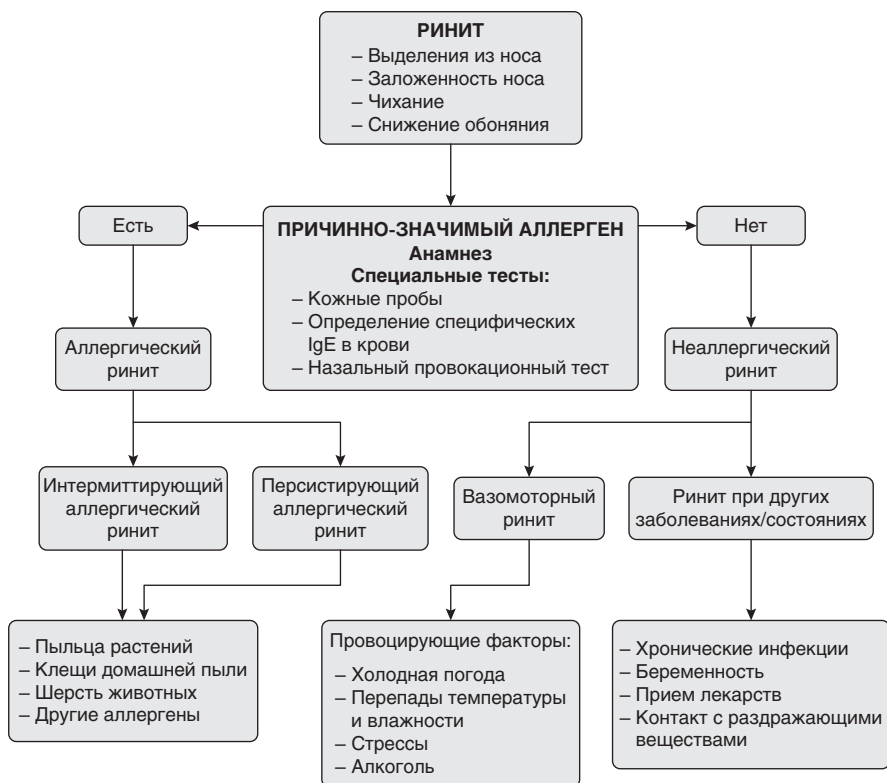 РИНИТ
– Выделения из носа
– Заложенность носа
– Чихание
– Снижение обоняния
Есть
ПРИЧИННО-ЗНАЧИМЫЙ АЛЛЕРГЕН
Анамнез
Специальные тесты:
– Кожные пробы
– Определение специфических
IgE в крови
– Назальный провокационный тест
Нет
Аллергический
ринит
Неаллергический
ринит
Интермиттирующий
аллергический
ринит
Персистирующий
аллергический
ринит
Вазомоторный
ринит
Ринит при других
заболеваниях/состояниях
– Пыльца растений
– Клещи домашней пыли
– Шерсть животных
– Другие аллергены
Провоцирующие факторы:
– Холодная погода
– Перепады температуры
и влажности
– Стрессы
– Алкоголь
– Хронические инфекции
– Беременность
– Прием лекарств
– Контакт с раздражающими
веществами